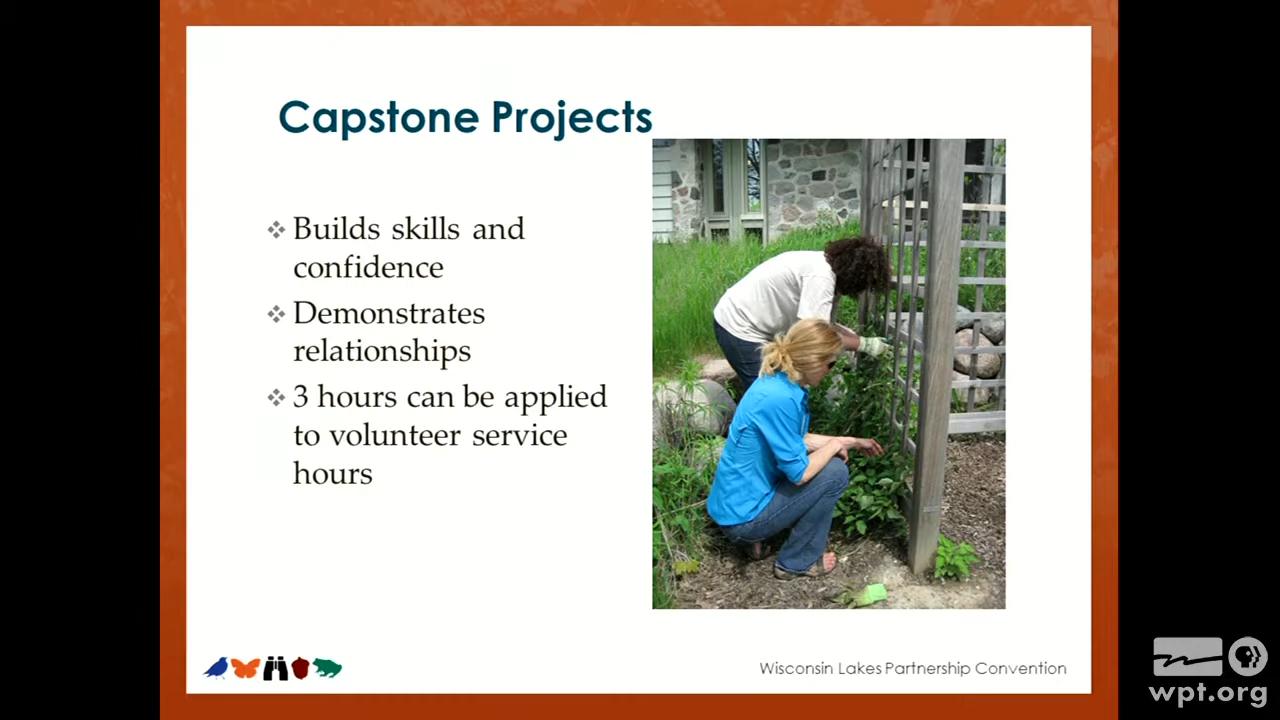 Capstone Projects
Builds skills and
confidence
Demonstrates
relationships
3 hours can be applied
to volunteer service
hours
Wisconsin Lakes Partnership Convention
wpt.org